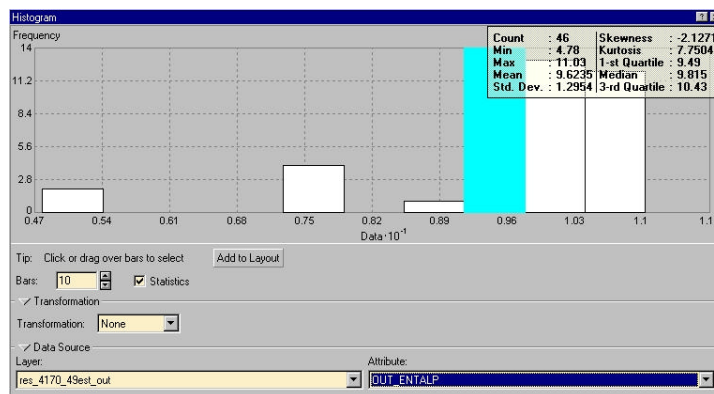 Histogram
Frequency
Count : 46 Skewness : -2.1271
Min : 4.78 Kurtosis : 7.7504
Max : 11.03 1-st Quartile : 9.49
Mean : 9.6235 Median : 9.815
Std. Dev. : 1.2954 3-rd Quartile : 10.43
14
11.2
8.4
5.6
2.8
0
0.47 0.54 0.61 0.68 0.75 0.82 0.89 0.96 1.03 1.1 1.1
Data·10⁻¹
Tip: Click or drag over bars to select Add to Layout
Bars: 10 Statistics
Transformation
Transformation: None
Data Source
Layer: Attribute:
res_4170_49est_out OUT_ENTALP